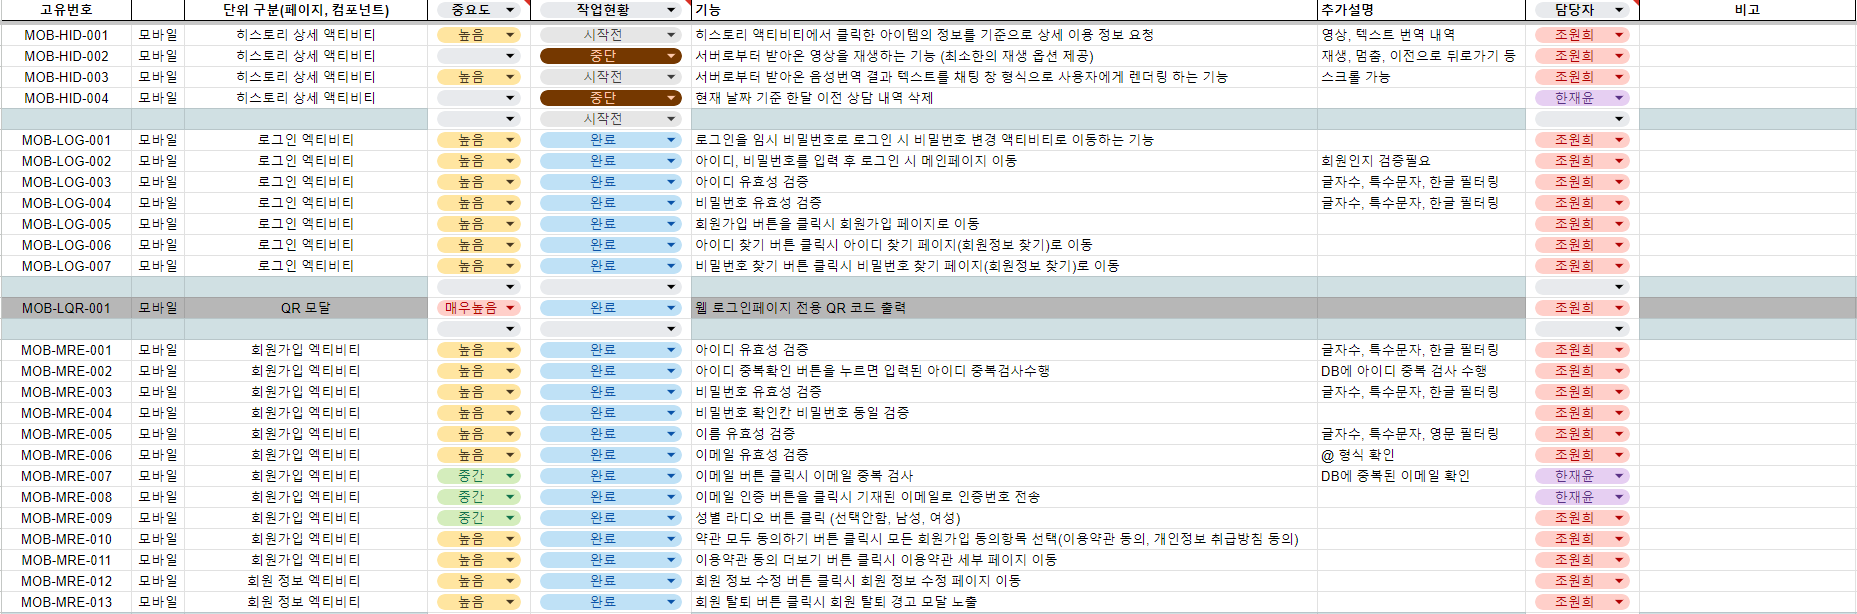 고유번호 단위 구분(페이지, 컴포넌트) 중요도 작업현황 기능 추가설명 담당자 비고
MOB-HID-001 모바일 히스토리 상세 액티비티 높음 시작전 히스토리 액티비티에서 클릭한 아이템의 정보를 기준으로 상세 이용 정보 요청 영상, 텍스트 번역 내역 조원희
MOB-HID-002 모바일 히스토리 상세 액티비티 중단 서버로부터 받아온 영상을 재생하는 기능 (최소한의 재생 옵션 제공) 재생, 멈춤, 이전으로 뒤로가기 등 조원희
MOB-HID-003 모바일 히스토리 상세 액티비티 높음 시작전 서버로부터 받아온 음성번역 결과 텍스트를 채팅 창 형식으로 사용자에게 렌더링 하는 기능 스크롤 가능 조원희
MOB-HID-004 모바일 히스토리 상세 액티비티 중단 현재 날짜 기준 한달 이전 상담 내역 삭제 한재윤
시작전
MOB-LOG-001 모바일 로그인 엑티비티 높음 완료 로그인을 임시 비밀번호로 로그인 시 비밀번호 변경 액티비티로 이동하는 기능 조원희
MOB-LOG-002 모바일 로그인 엑티비티 높음 완료 아이디, 비밀번호를 입력 후 로그인 시 메인페이지 이동 회원인지 검증필요 조원희
MOB-LOG-003 모바일 로그인 엑티비티 높음 완료 아이디 유효성 검증 글자수, 특수문자, 한글 필터링 조원희
MOB-LOG-004 모바일 로그인 엑티비티 높음 완료 비밀번호 유효성 검증 글자수, 특수문자, 한글 필터링 조원희
MOB-LOG-005 모바일 로그인 엑티비티 높음 완료 회원가입 버튼을 클릭시 회원가입 페이지로 이동 조원희
MOB-LOG-006 모바일 로그인 엑티비티 높음 완료 아이디 찾기 버튼 클릭시 아이디 찾기 페이지(회원정보 찾기)로 이동 조원희
MOB-LOG-007 모바일 로그인 엑티비티 높음 완료 비밀번호 찾기 버튼 클릭시 비밀번호 찾기 페이지(회원정보 찾기)로 이동 조원희
MOB-LQR-001 모바일 QR 모달 매우높음 완료 웹 로그인페이지 전용 QR 코드 출력 조원희
MOB-MRE-001 모바일 회원가입 엑티비티 높음 완료 아이디 유효성 검증 글자수, 특수문자, 한글 필터링 조원희
MOB-MRE-002 모바일 회원가입 엑티비티 높음 완료 아이디 중복확인 버튼을 누르면 입력된 아이디 중복검사수행 DB에 아이디 중복 검사 수행 조원희
MOB-MRE-003 모바일 회원가입 엑티비티 높음 완료 비밀번호 유효성 검증 글자수, 특수문자, 한글 필터링 조원희
MOB-MRE-004 모바일 회원가입 엑티비티 높음 완료 비밀번호 확인칸 비밀번호 동일 검증 조원희
MOB-MRE-005 모바일 회원가입 엑티비티 높음 완료 이름 유효성 검증 글자수, 특수문자, 영문 필터링 조원희
MOB-MRE-006 모바일 회원가입 엑티비티 높음 완료 이메일 유효성 검증 @ 형식 확인 조원희
MOB-MRE-007 모바일 회원가입 엑티비티 중간 완료 이메일 버튼 클릭시 이메일 중복 검사 DB에 중복된 이메일 확인 한재윤
MOB-MRE-008 모바일 회원가입 엑티비티 중간 완료 이메일 인증 버튼을 클릭시 기재된 이메일로 인증번호 전송 한재윤
MOB-MRE-009 모바일 회원가입 엑티비티 중간 완료 성별 라디오 버튼 클릭 (선택안함, 남성, 여성) 조원희
MOB-MRE-010 모바일 회원가입 엑티비티 높음 완료 약관 모두 동의하기 버튼 클릭시 모든 회원가입 동의항목 선택(이용약관 동의, 개인정보 취급방침 동의) 조원희
MOB-MRE-011 모바일 회원가입 엑티비티 높음 완료 이용약관 동의 더보기 버튼 클릭시 이용약관 세부 페이지 이동 조원희
MOB-MRE-012 모바일 회원 정보 엑티비티 높음 완료 회원 정보 수정 버튼 클릭시 회원 정보 수정 페이지 이동 조원희
MOB-MRE-013 모바일 회원 정보 엑티비티 높음 완료 회원 탈퇴 버튼 클릭시 회원 탈퇴 경고 모달 노출 조원희